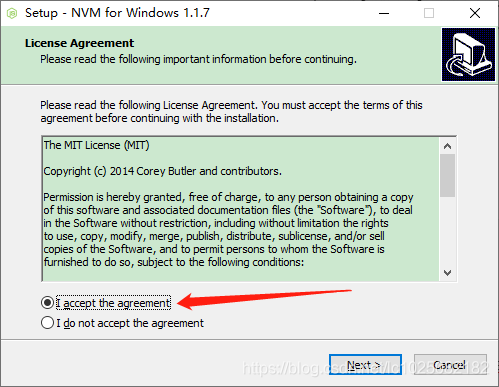 Setup - NVM for Windows 1.1.7
License Agreement
Please read the following important information before continuing.
Please read the following License Agreement. You must accept the terms of this
agreement before continuing with the installation.
The MIT License (MIT)
Copyright (c) 2014 Corey Butler and contributors.
Permission is hereby granted, free of charge, to any person obtaining a copy
of this software and associated documentation files (the "Software"), to deal
in the Software without restriction, including without limitation the rights
to use, copy, modify, merge, publish, distribute, sublicense, and/or sell
copies of the Software, and to permit persons to whom the Software is
furnished to do so, subject to the following conditions:
I accept the agreement
I do not accept the agreement
Next >
Cancel